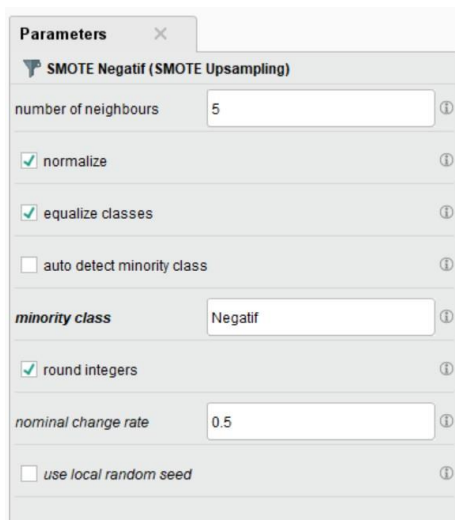 Parameters
SMOTE Negatif (SMOTE Upsampling)
number of neighbours 5
normalize
equalize classes
auto detect minority class
minority class Negatif
round integers
nominal change rate 0.5
use local random seed